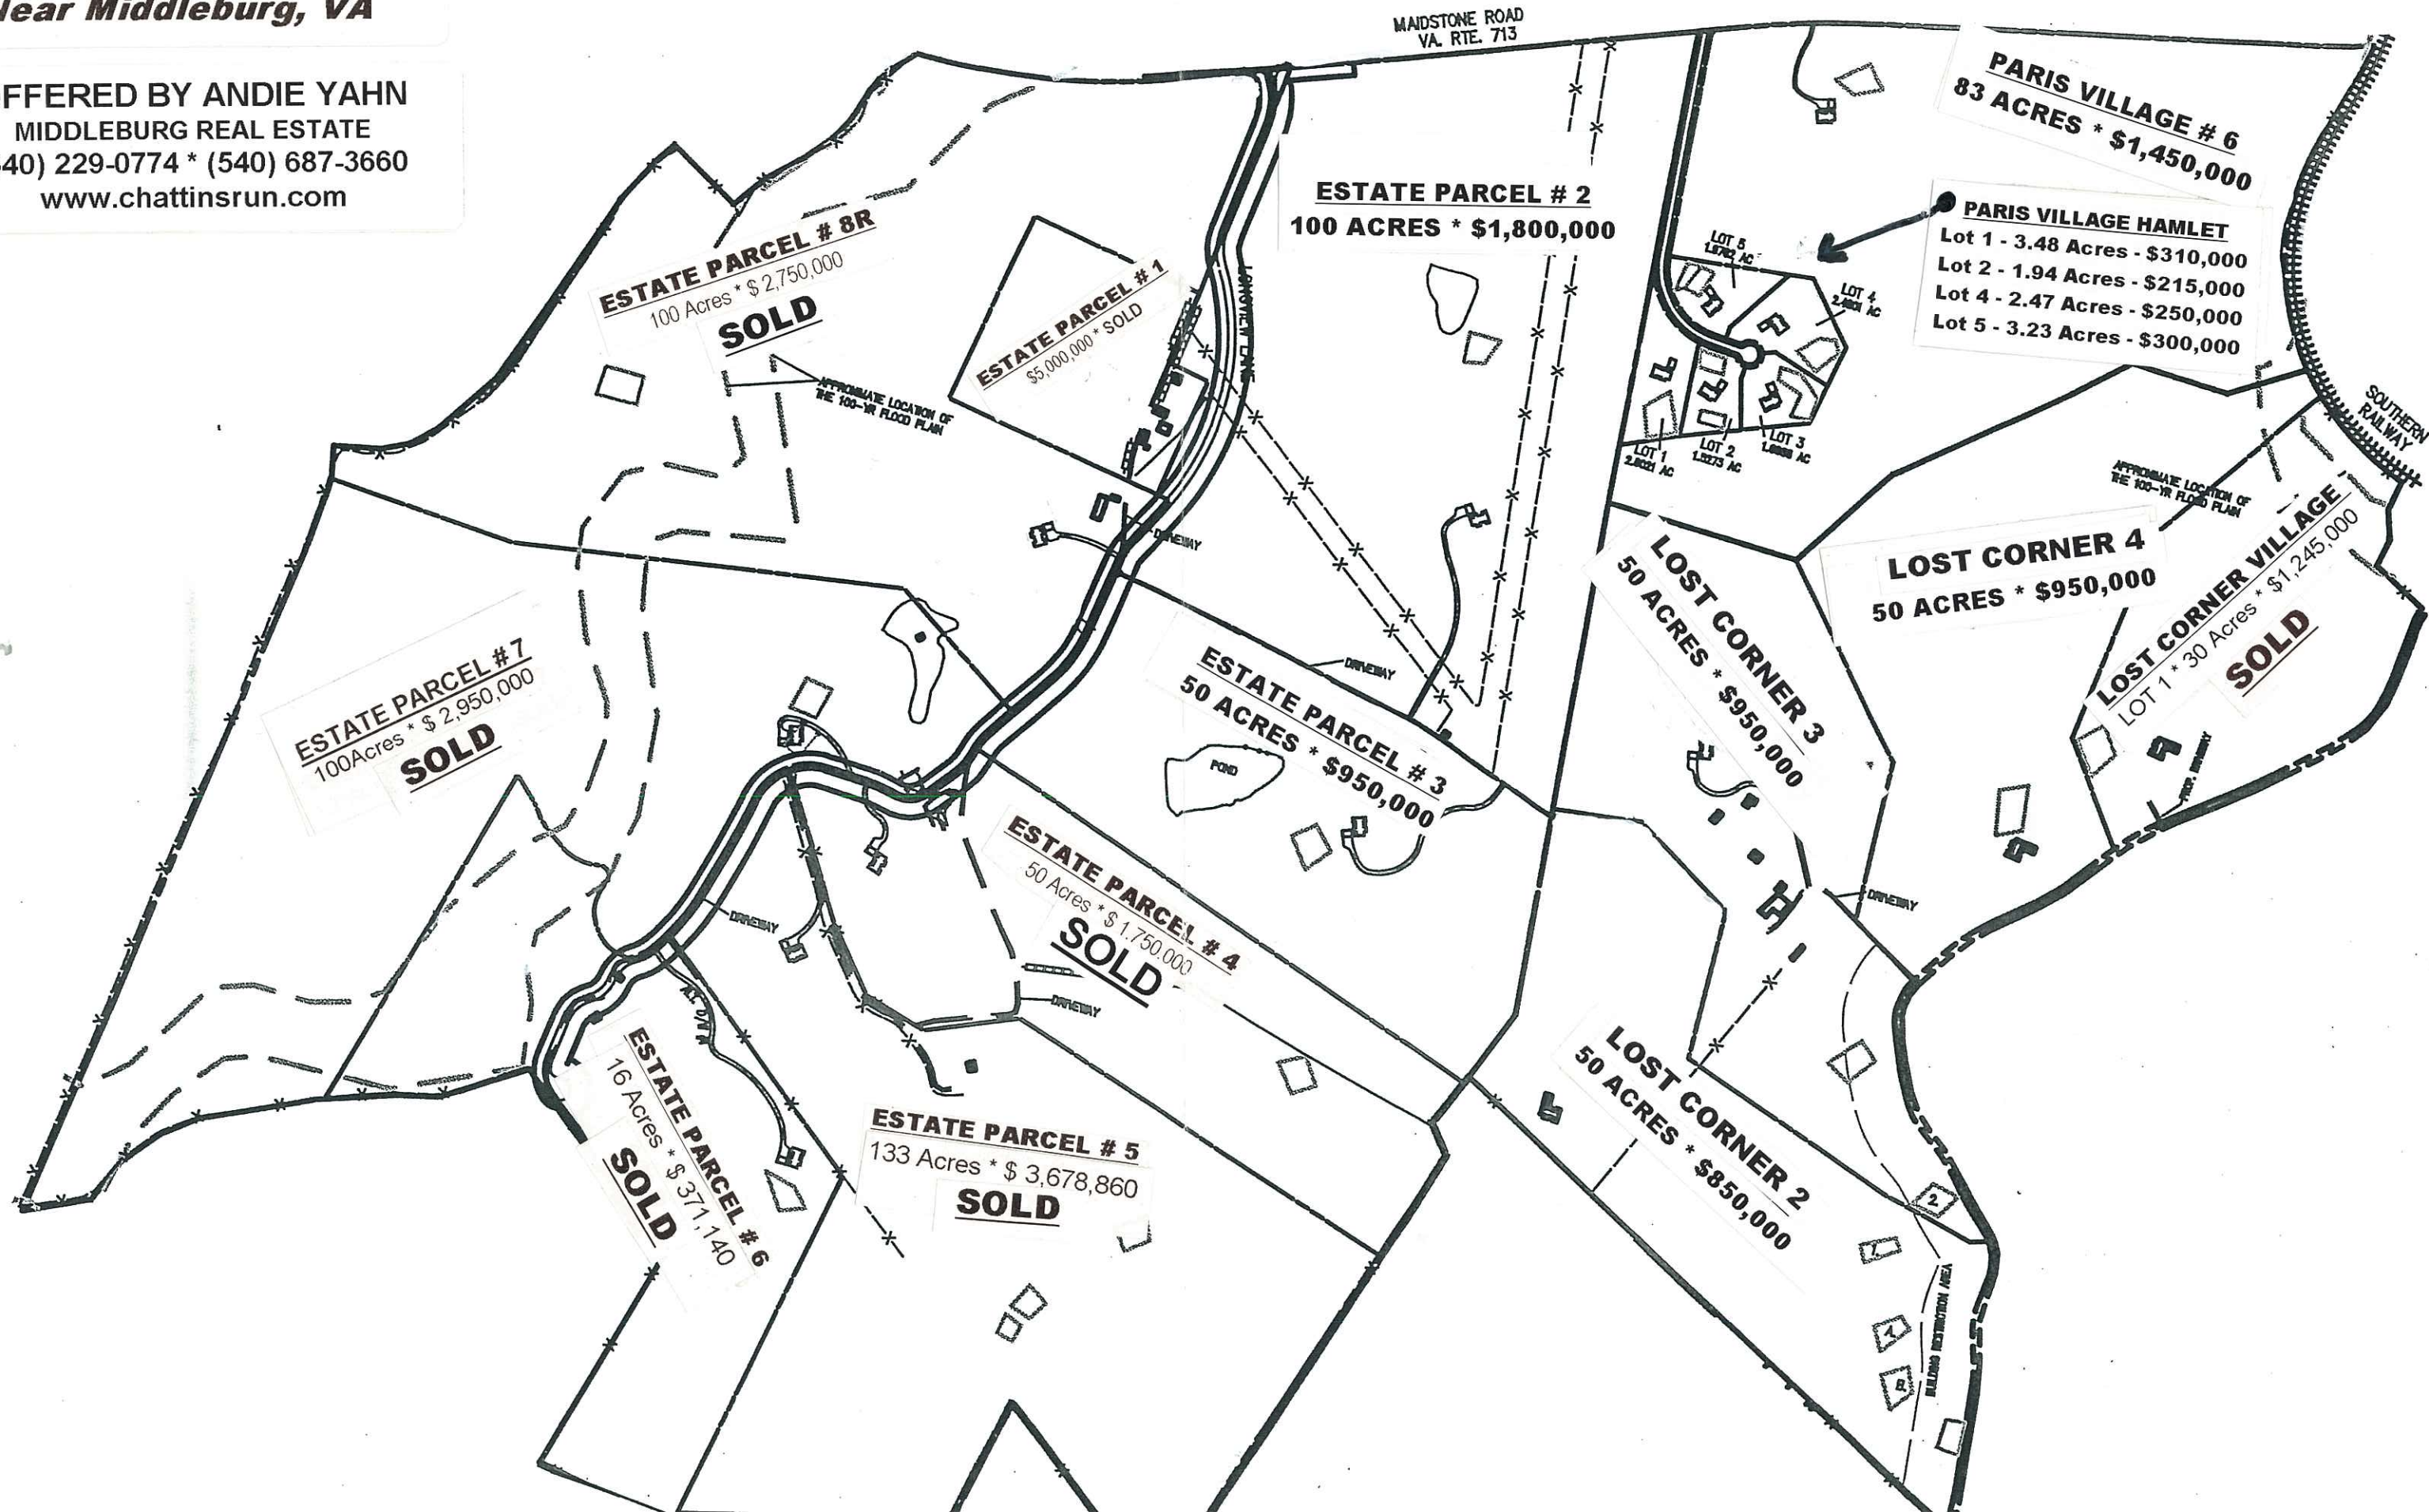 Near Middleburg, VA
OFFERED BY ANDIE YAHN
MIDDLEBURG REAL ESTATE
(540) 229-0774 * (540) 687-3660
www.chattinsrun.com
MAIDSTONE ROAD
VA. RTE. 713
PARIS VILLAGE # 6
83 ACRES * $1,450,000
PARIS VILLAGE HAMLET
Lot 1 - 3.48 Acres - $310,000
Lot 2 - 1.94 Acres - $215,000
Lot 4 - 2.47 Acres - $250,000
Lot 5 - 3.23 Acres - $300,000
ESTATE PARCEL # 2
100 ACRES * $1,800,000
ESTATE PARCEL # 8R
100 Acres * $ 2,750,000
SOLD
ESTATE PARCEL # 1
$5,000,000 * SOLD
LONGVIEW LANE
APPROXIMATE LOCATION OF
THE 100-YR FLOOD PLAIN
LOT 5
LOT 4
LOT 1
LOT 2
LOT 3
SOUTHERN
RAILWAY
APPROXIMATE LOCATION OF
THE 100-YR FLOOD PLAIN
DRIVEWAY
LOST CORNER 4
50 ACRES * $950,000
LOST CORNER VILLAGE
LOT 1 * 30 Acres * $1,245,000
SOLD
LOST CORNER 3
50 ACRES * $950,000
ESTATE PARCEL # 7
100Acres * $ 2,950,000
SOLD
DRIVEWAY
ESTATE PARCEL # 3
50 ACRES * $950,000
POND
PROP. DRIVEWAY
ESTATE PARCEL # 4
50 Acres * $ 1.750.000
SOLD
DRIVEWAY
DRIVEWAY
DRIVEWAY
ESTATE PARCEL # 6
16 Acres * $ 371,140
SOLD
ESTATE PARCEL # 5
133 Acres * $ 3,678,860
SOLD
LOST CORNER 2
50 ACRES * $850,000
2
BUILDING RESTRICTION AREA